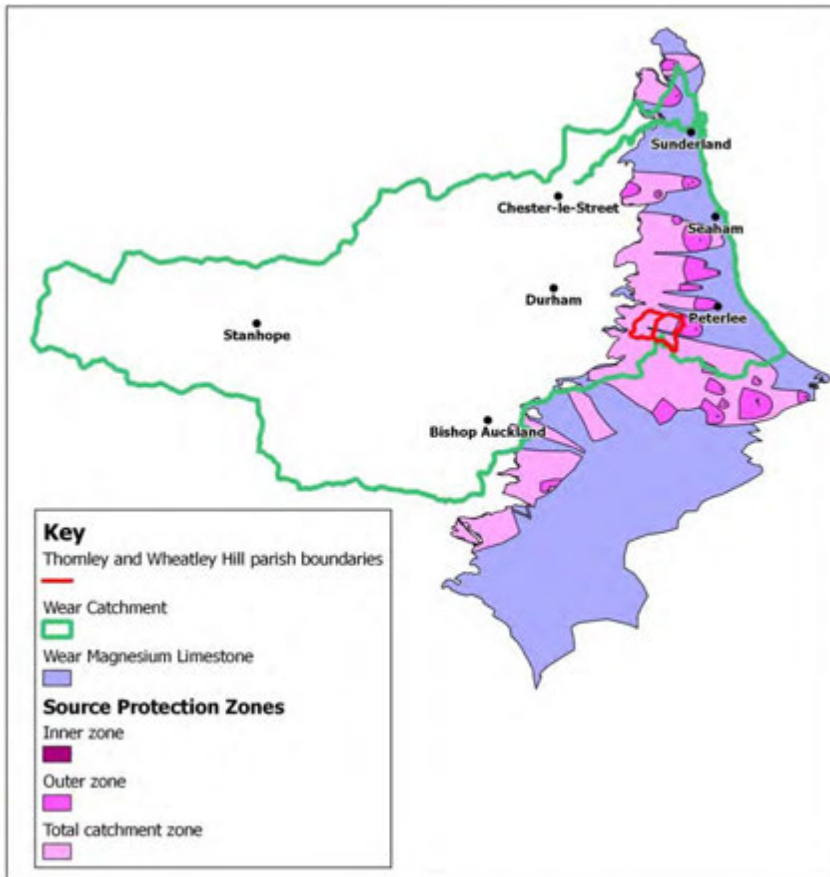 Sunderland
Chester-le-Street
Seaham
Durham
Peterlee
Stanhope
Bishop Auckland
Key
Thornley and Wheatley Hill parish boundaries
Wear Catchment
Wear Magnesium Limestone
Source Protection Zones
Inner zone
Outer zone
Total catchment zone